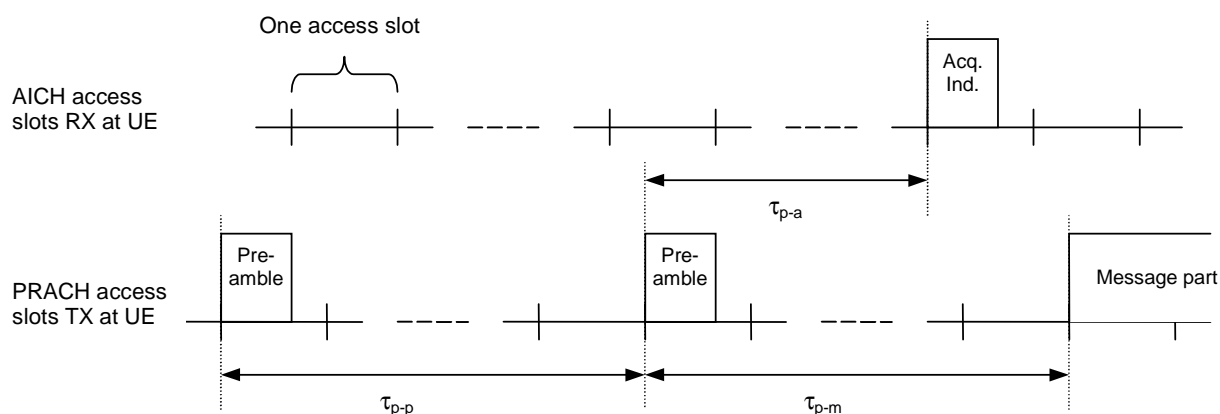 One access slot
AICH access
slots RX at UE
Acq.
Ind.
τp-a
PRACH access
slots TX at UE
Pre-
amble
Pre-
amble
Message part
τp-p
τp-m